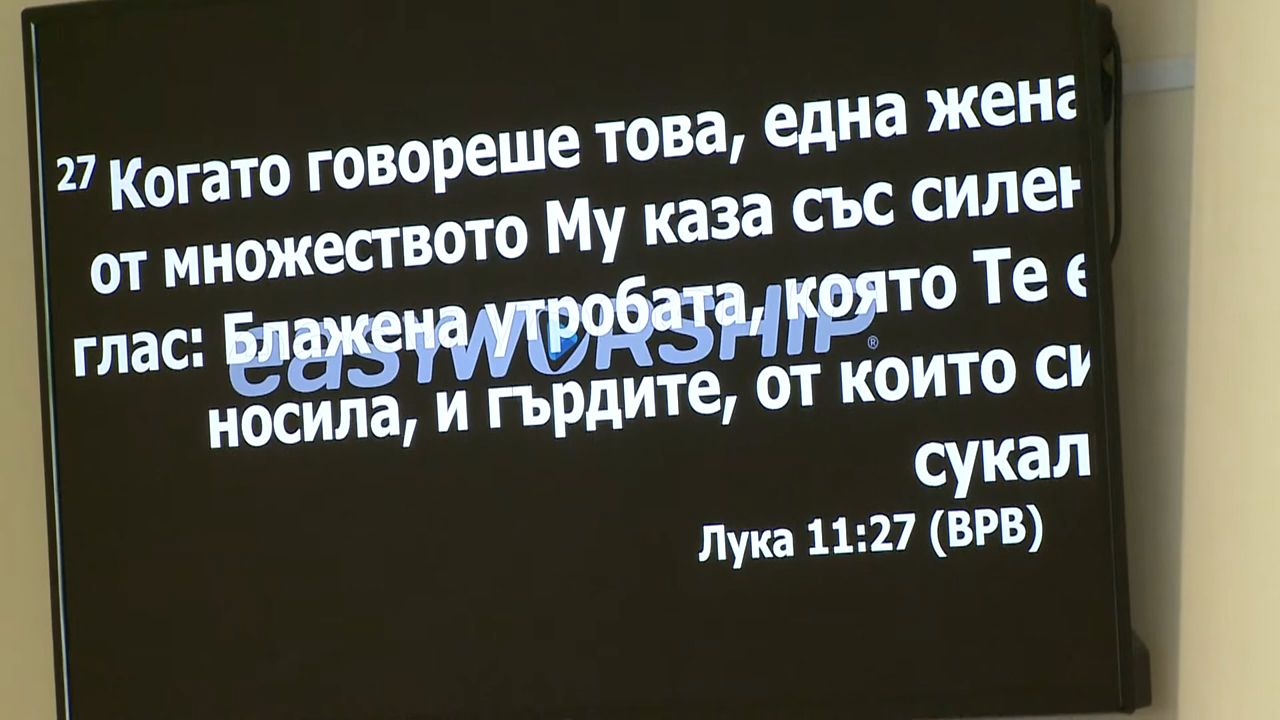 27 Когато говореше това, една жена
от множеството Му каза със силен
глас: Блажена утробата, която Те е
носила, и гърдите, от които си
сукал
Лука 11:27 (ВРВ)
easyWORSHIP®